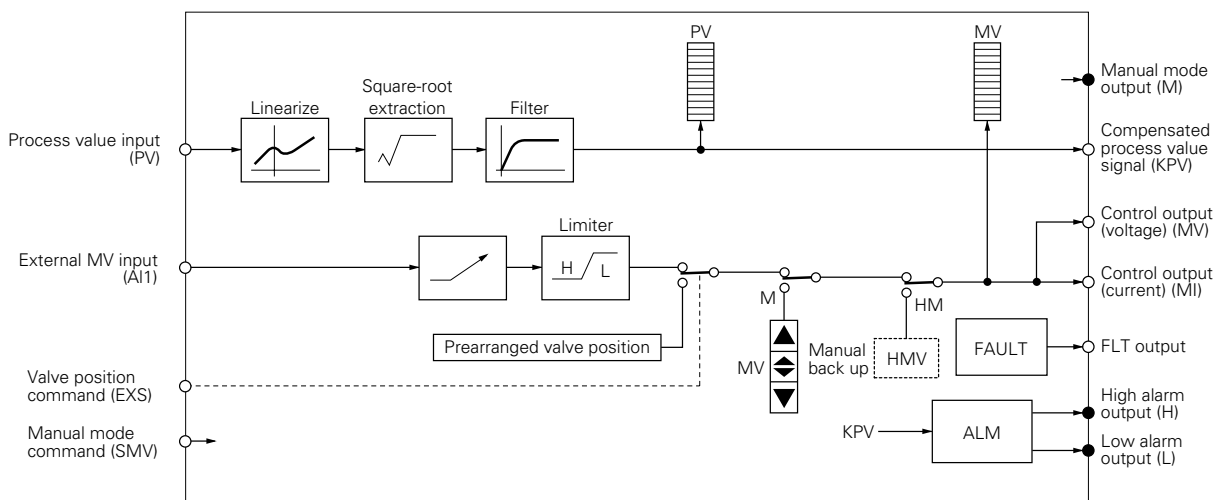 PV
MV
Manual mode
output (M)
Square-root
extraction
Linearize
Filter
Process value input
(PV)
Compensated
process value
signal (KPV)
Control output
(voltage) (MV)
Limiter
External MV input
(AI1)
H
L
Control output
(current) (MI)
M
HM
Prearranged valve position
MV
Manual
back up
HMV
FAULT
FLT output
Valve position
command (EXS)
High alarm
output (H)
KPV
ALM
Manual mode
command (SMV)
Low alarm
output (L)